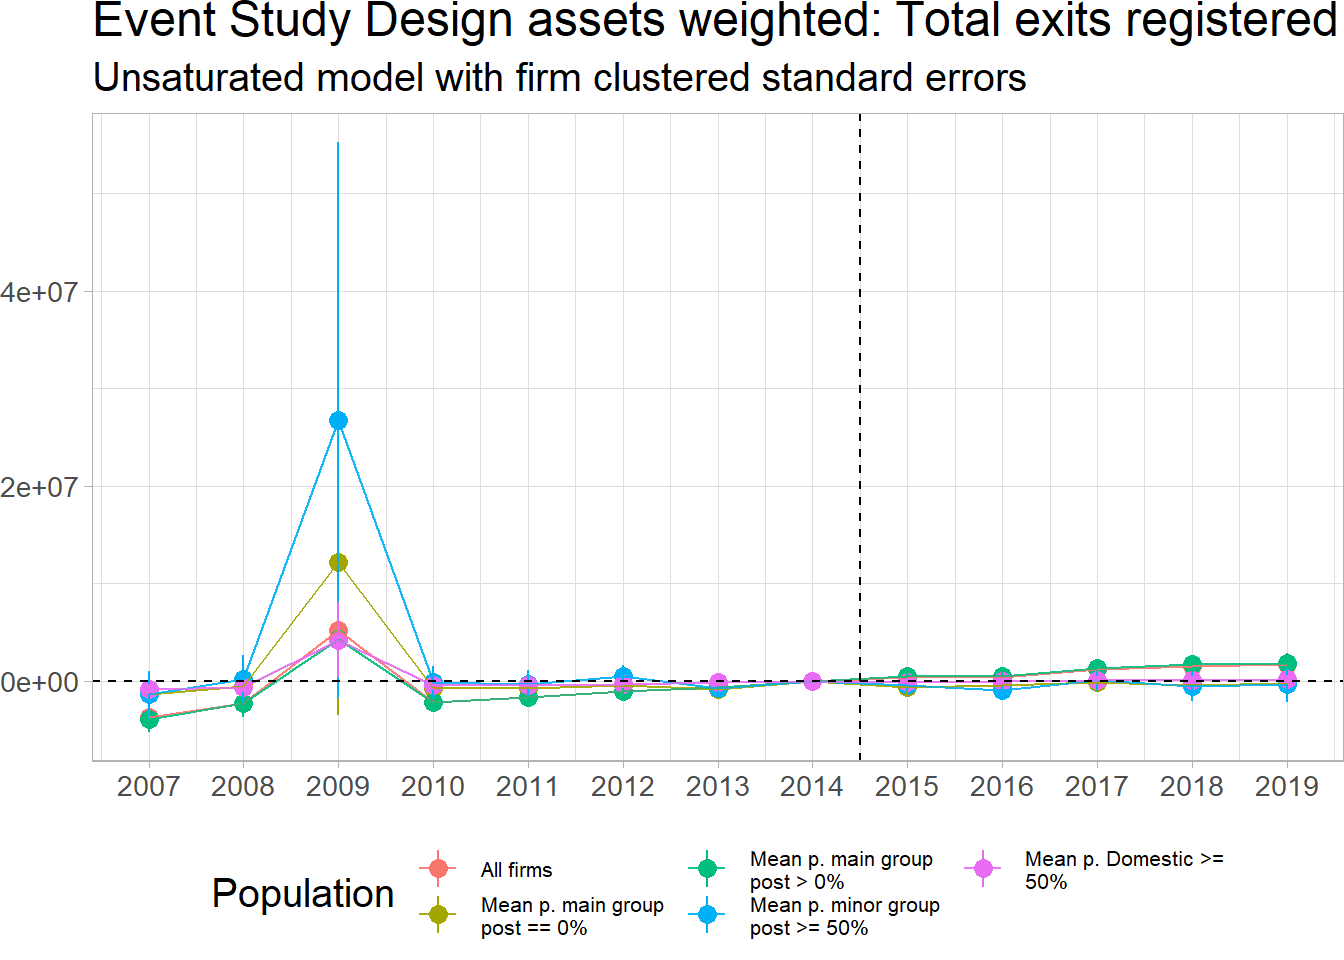 Event Study Design assets weighted: Total exits registered
Unsaturated model with firm clustered standard errors
4e+07
2e+07
0e+00
2007 2008 2009 2010 2011 2012 2013 2014 2015 2016 2017 2018 2019
Population
All firms
Mean p. main group
post == 0%
Mean p. main group
post > 0%
Mean p. minor group
post >= 50%
Mean p. Domestic >=
50%